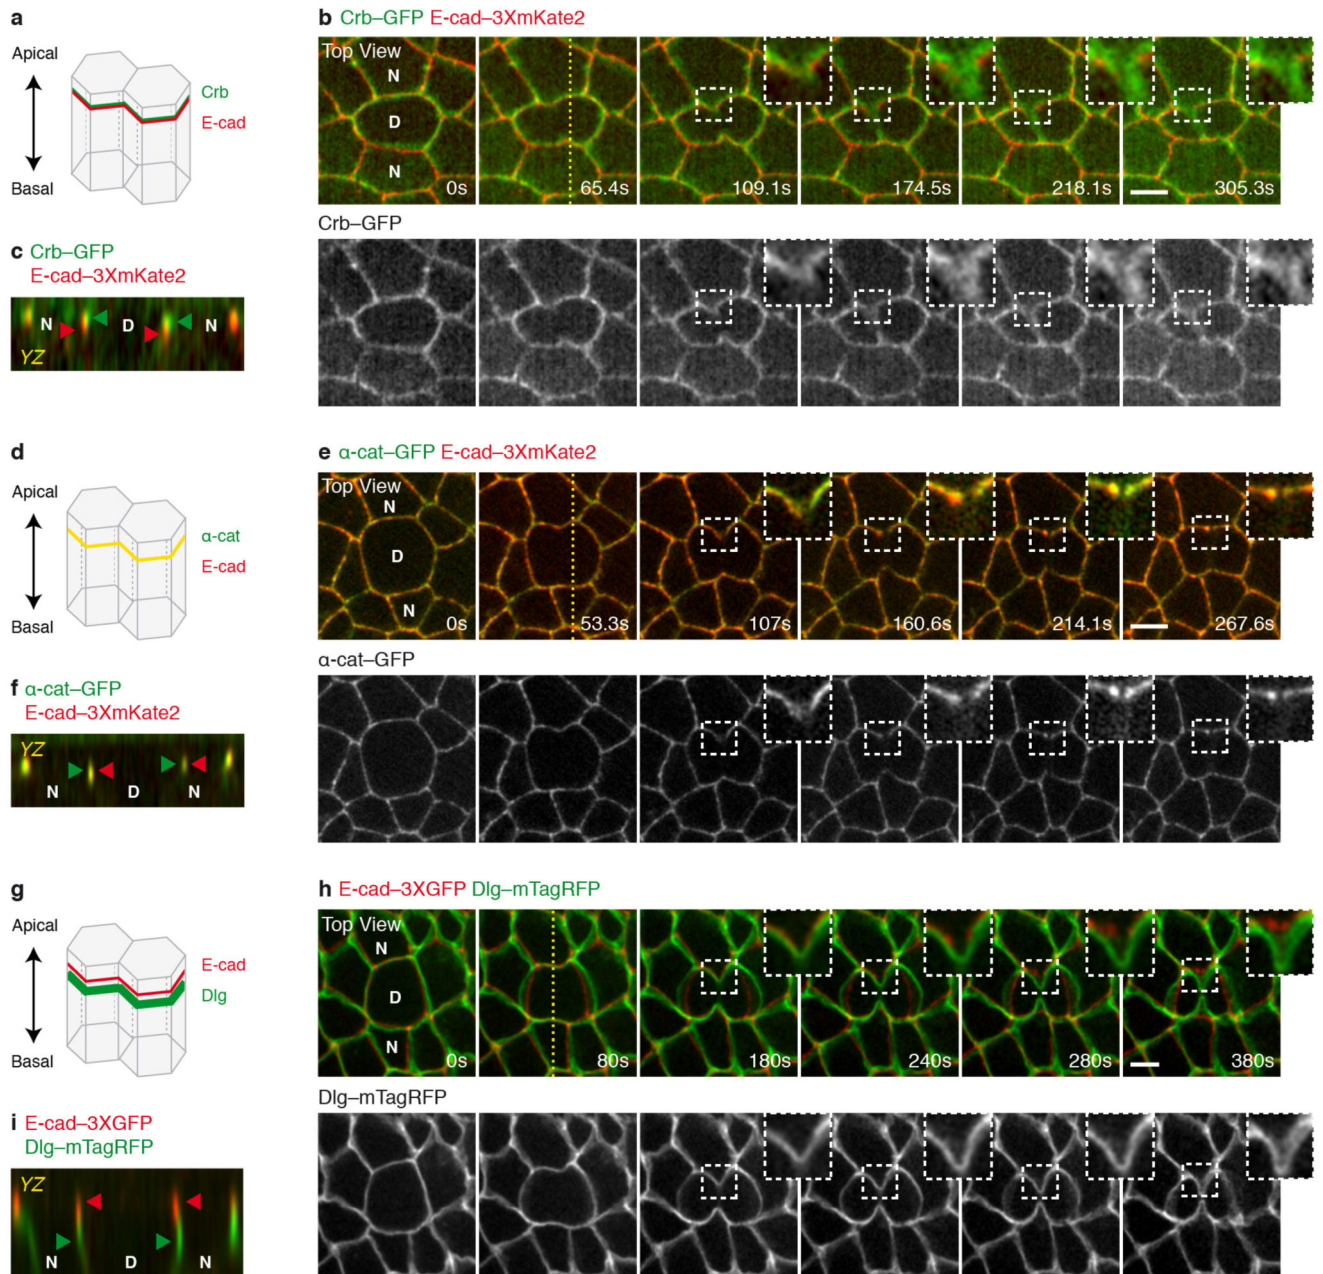 a
Apical
Basal
Crb
E-cad
b Crb–GFP E-cad–3XmKate2
Top View
N
D
N
0s
65.4s
109.1s
174.5s
218.1s
305.3s
Crb–GFP
c Crb–GFP
E-cad–3XmKate2
N D N
YZ
d
Apical
Basal
α-cat
E-cad
e α-cat–GFP E-cad–3XmKate2
Top View
N
D
N
0s
53.3s
107s
160.6s
214.1s
267.6s
α-cat–GFP
f α-cat–GFP
E-cad–3XmKate2
YZ
N D N
g
Apical
Basal
E-cad
Dlg
h E-cad–3XGFP Dlg–mTagRFP
Top View
N
D
N
0s
80s
180s
240s
280s
380s
Dlg–mTagRFP
i E-cad–3XGFP
Dlg–mTagRFP
YZ
N D N